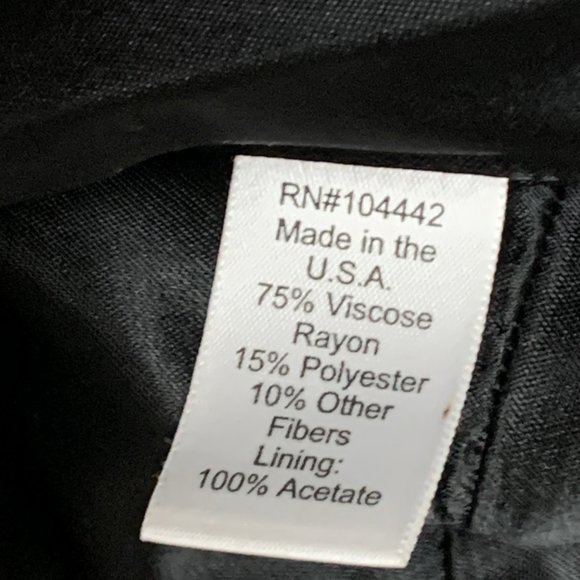 RN#104442
Made in the
U.S.A.
75% Viscose
Rayon
15% Polyester
10% Other
Fibers
Lining:
100% Acetate